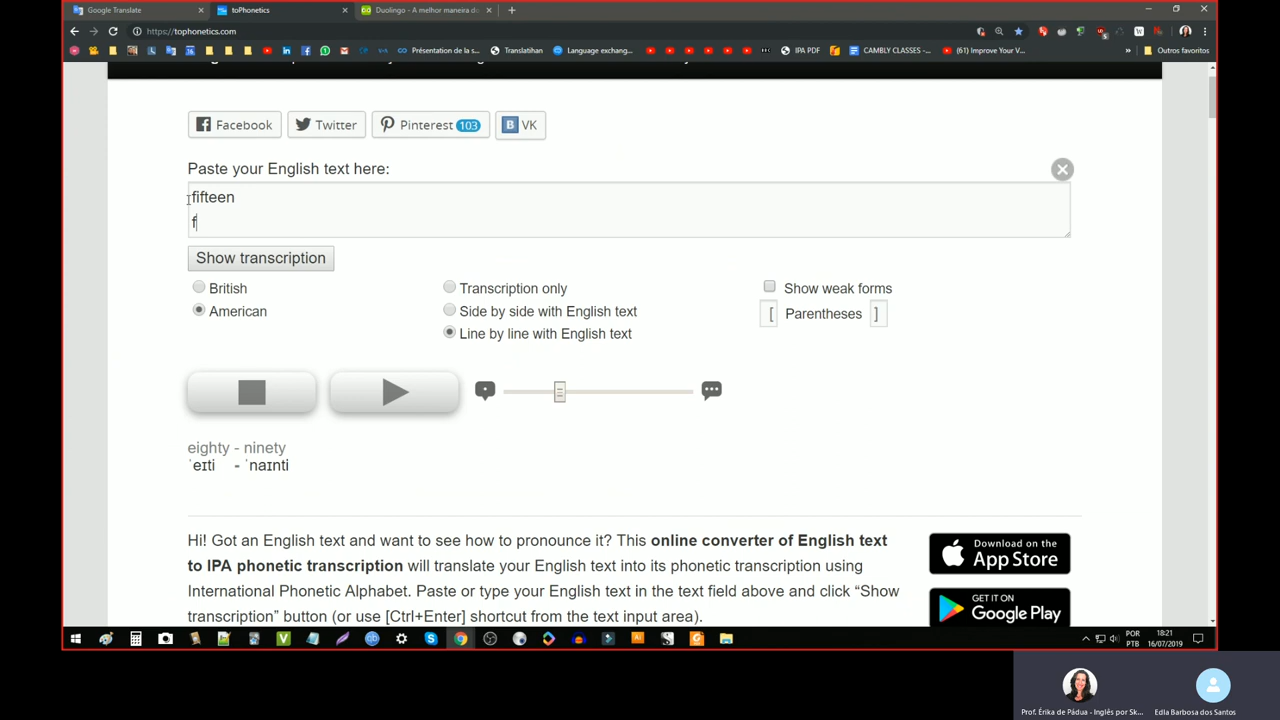 Google Translate
toPhonetics
Duolingo - A melhor maneira d
https://tophonetics.com
Présentation de la s...
Translatihan
Language exchang...
IPA PDF
CAMBLY CLASSES -...
(61) Improve Your V...
Outros favoritos
Facebook
Twitter
Pinterest 103
VK
Paste your English text here:
fifteen
f
Show transcription
British
Transcription only
Show weak forms
American
Side by side with English text
[ Parentheses ]
Line by line with English text
eighty - ninety
ˈeɪti - ˈnaɪnti
Hi! Got an English text and want to see how to pronounce it? This online converter of English text
to IPA phonetic transcription will translate your English text into its phonetic transcription using
International Phonetic Alphabet. Paste or type your English text in the text field above and click “Show
transcription” button (or use [Ctrl+Enter] shortcut from the text input area).
Download on the
App Store
GET IT ON
Google Play
POR
PTB
18:21
16/07/2019
Prof. Érika de Pádua - Inglês por Sk...
Edla Barbosa dos Santos